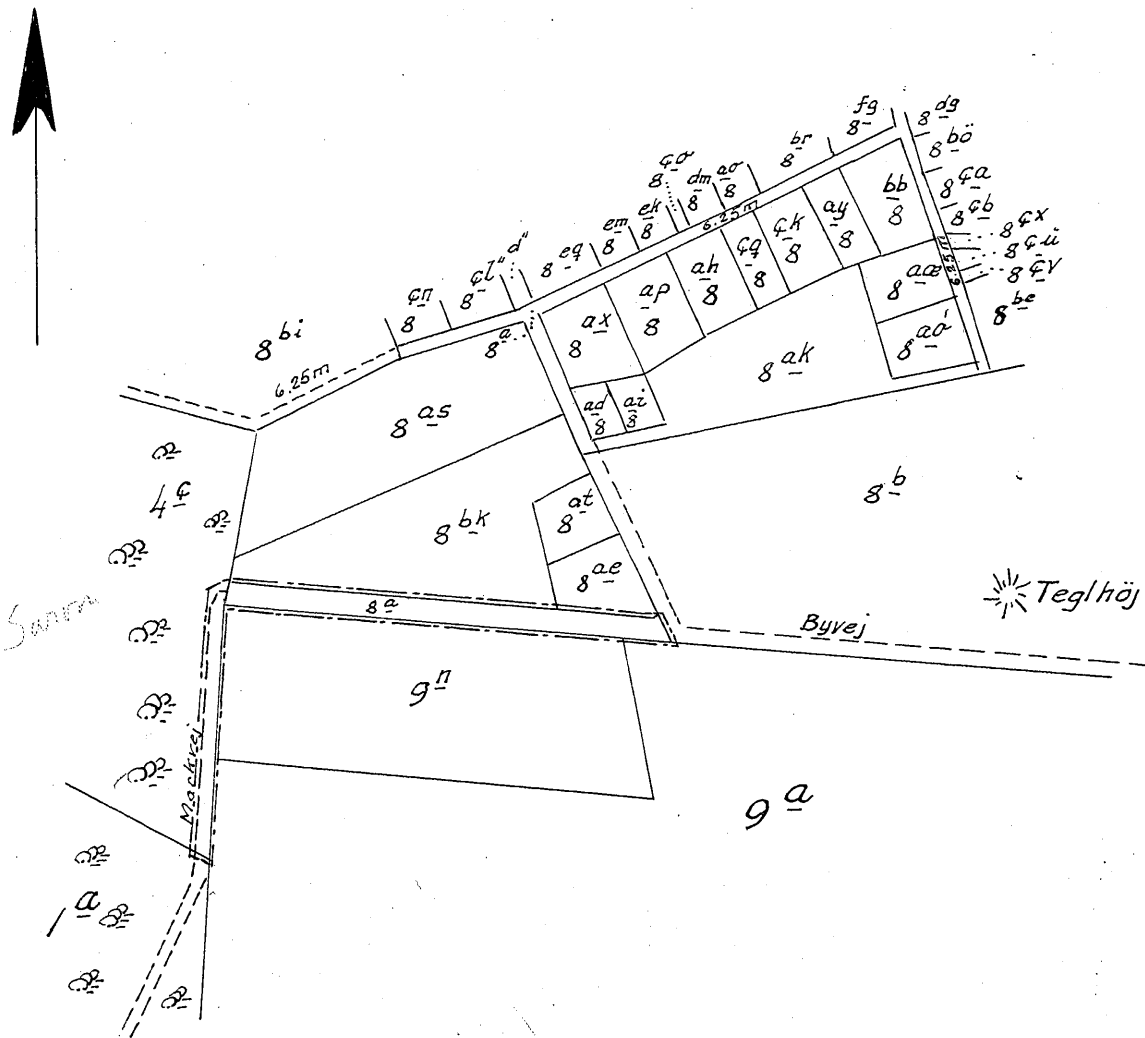 8 fg
8 dg
8 br
8 bö
8 ço
8 dm
8 ao
8 ça
8 çb
8 em
8 ek
6.25m
8 bb
8 ay
8 çk
8 çq
8 ah
8 ap
8 ax
8 çx
8 çü
8 çv
6.25m
8 eq
"d"
8 çl
8 çn
8 a
8 aæ
8 aó
8 be
8 bi
6.25m
8 ak
8 ad
8 ai
8 as
4 ç
8 b
8 bk
8 at
8 ae
8 a
Teglhöj
Byvej
9 n
Mackvej
9 a
1 a